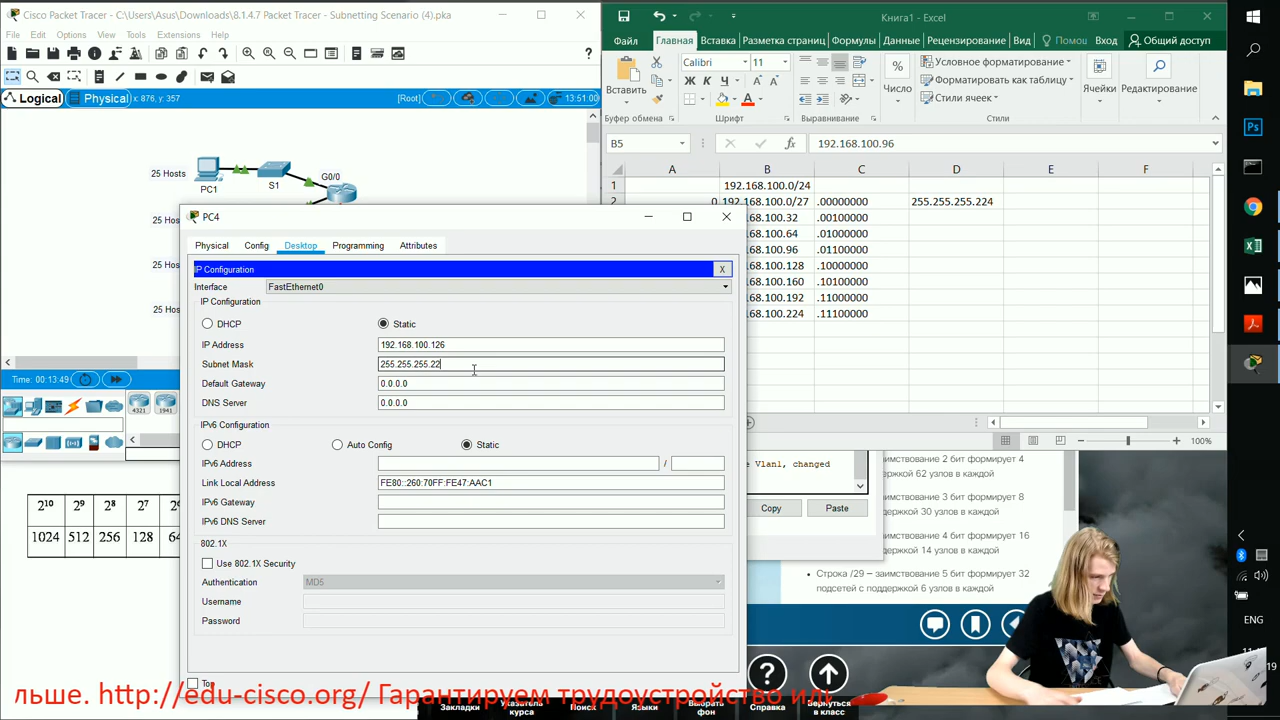 Cisco Packet Tracer - C:\Users\Asus\Downloads\8.1.4.7 Packet Tracer - Subnetting Scenario (4).pka
File Edit Options View Tools Extensions Help
Logical Physical x: 876, y: 357 [Root] 13:51:00
25 Hosts
PC1
S1
G0/0
25 Hos
25 Hos
25 Hos
Time: 00:13:49
4321 1941
PC4
Physical Config Desktop Programming Attributes
IP Configuration X
Interface FastEthernet0
IP Configuration
DHCP Static
IP Address 192.168.100.126
Subnet Mask 255.255.255.22
Default Gateway 0.0.0.0
DNS Server 0.0.0.0
IPv6 Configuration
DHCP Auto Config Static
IPv6 Address /
Link Local Address FE80::260:70FF:FE47:AAC1
IPv6 Gateway
IPv6 DNS Server
802.1X
Use 802.1X Security
Authentication MD5
Username
Password
To
Книга1 - Excel
Файл Главная Вставка Разметка страниц Формулы Данные Рецензирование Вид Помощ Вход Общий доступ
Вставить
Calibri 11
Ж К Ч
Число
Условное форматирование
Форматировать как таблицу
Стили ячеек
Ячейки Редактирование
Буфер обмена Шрифт Выравнивание Стили
B5 192.168.100.96
A B C D E F
1 192.168.100.0/24
2 0 192.168.100.0/27 .00000000 255.255.255.224
168.100.32 .00100000
168.100.64 .01000000
168.100.96 .01100000
168.100.128 .10000000
168.100.160 .10100000
168.100.192 .11000000
168.100.224 .11100000
100%
e Vlan1, changed
Copy Paste
заимствование 2 бит формирует 4
держкой 62 узлов в каждой
заимствование 3 бит формирует 8
держкой 30 узлов в каждой
заимствование 4 бит формирует 16
держкой 14 узлов в каждой
• Строка /29 – заимствование 5 бит формирует 32
подсетей с поддержкой 6 узлов в каждой
2¹⁰ 2⁹ 2⁸ 2⁷ 2
1024 512 256 128 6
ENG
льше. http://edu-cisco.org/ Гарантируем трудоустройство ил
Закладки Указатель курса Поиск Языки Выбрать фон Справка Вернуться в класс